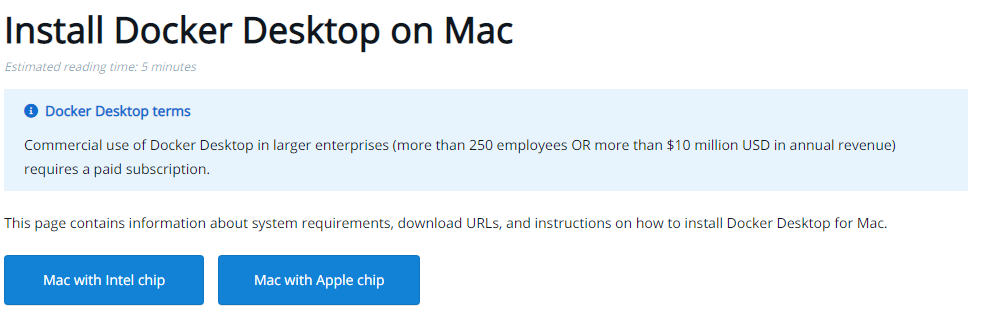 Install Docker Desktop on Mac
Estimated reading time: 5 minutes
Docker Desktop terms
Commercial use of Docker Desktop in larger enterprises (more than 250 employees OR more than $10 million USD in annual revenue)
requires a paid subscription.
This page contains information about system requirements, download URLs, and instructions on how to install Docker Desktop for Mac.
Mac with Intel chip
Mac with Apple chip